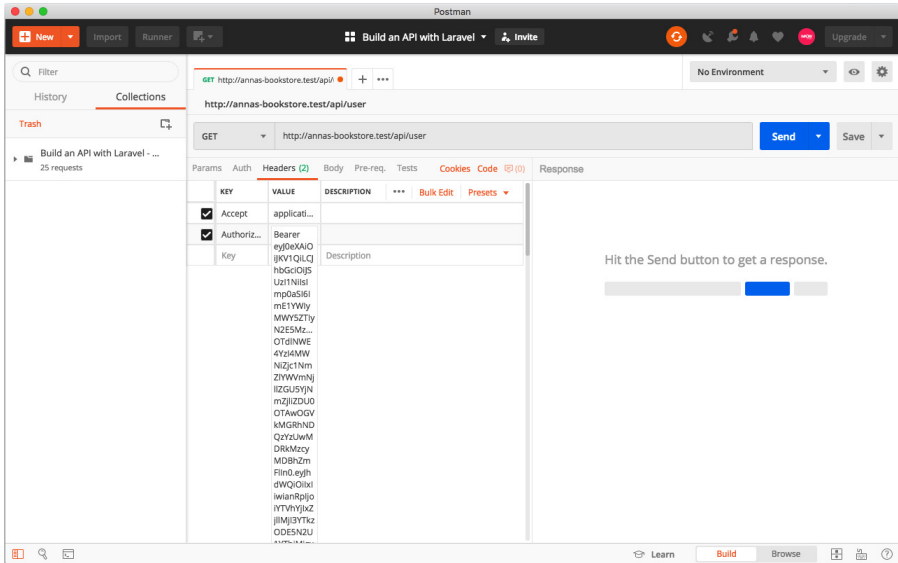 Postman
New
Import
Runner
Build an API with Laravel
Invite
Upgrade
Filter
History
Collections
Trash
Build an API with Laravel - ...
25 requests
GET http://annas-bookstore.test/api/
No Environment
http://annas-bookstore.test/api/user
GET
http://annas-bookstore.test/api/user
Send
Save
Params Auth Headers (2) Body Pre-req. Tests Cookies Code (0)
Response
KEY VALUE DESCRIPTION ••• Bulk Edit Presets
Accept applicati...
Authoriz... Bearer
eyJ0eXAiO
iJKV1QiLCJ
hbGciOiJS
UzI1NiIsI
mp0aSI6I
mE1YWIy
MWY5ZTIy
N2E5Mz...
OTdlNWE
4YzI4MW
NiZjc1Nm
ZlYWVmNj
IlZGU5YjN
mZjliZDU0
OTAwOGV
kMGRhND
QzYzUwM
DRkMzcy
MDBhZm
FlIn0.eyJh
dWQiOiIxI
iwianRpIjo
iYTVhYjIxZ
jllMjI3YTkz
ODE5N2U
Key
Description
Hit the Send button to get a response.
Learn
Build
Browse